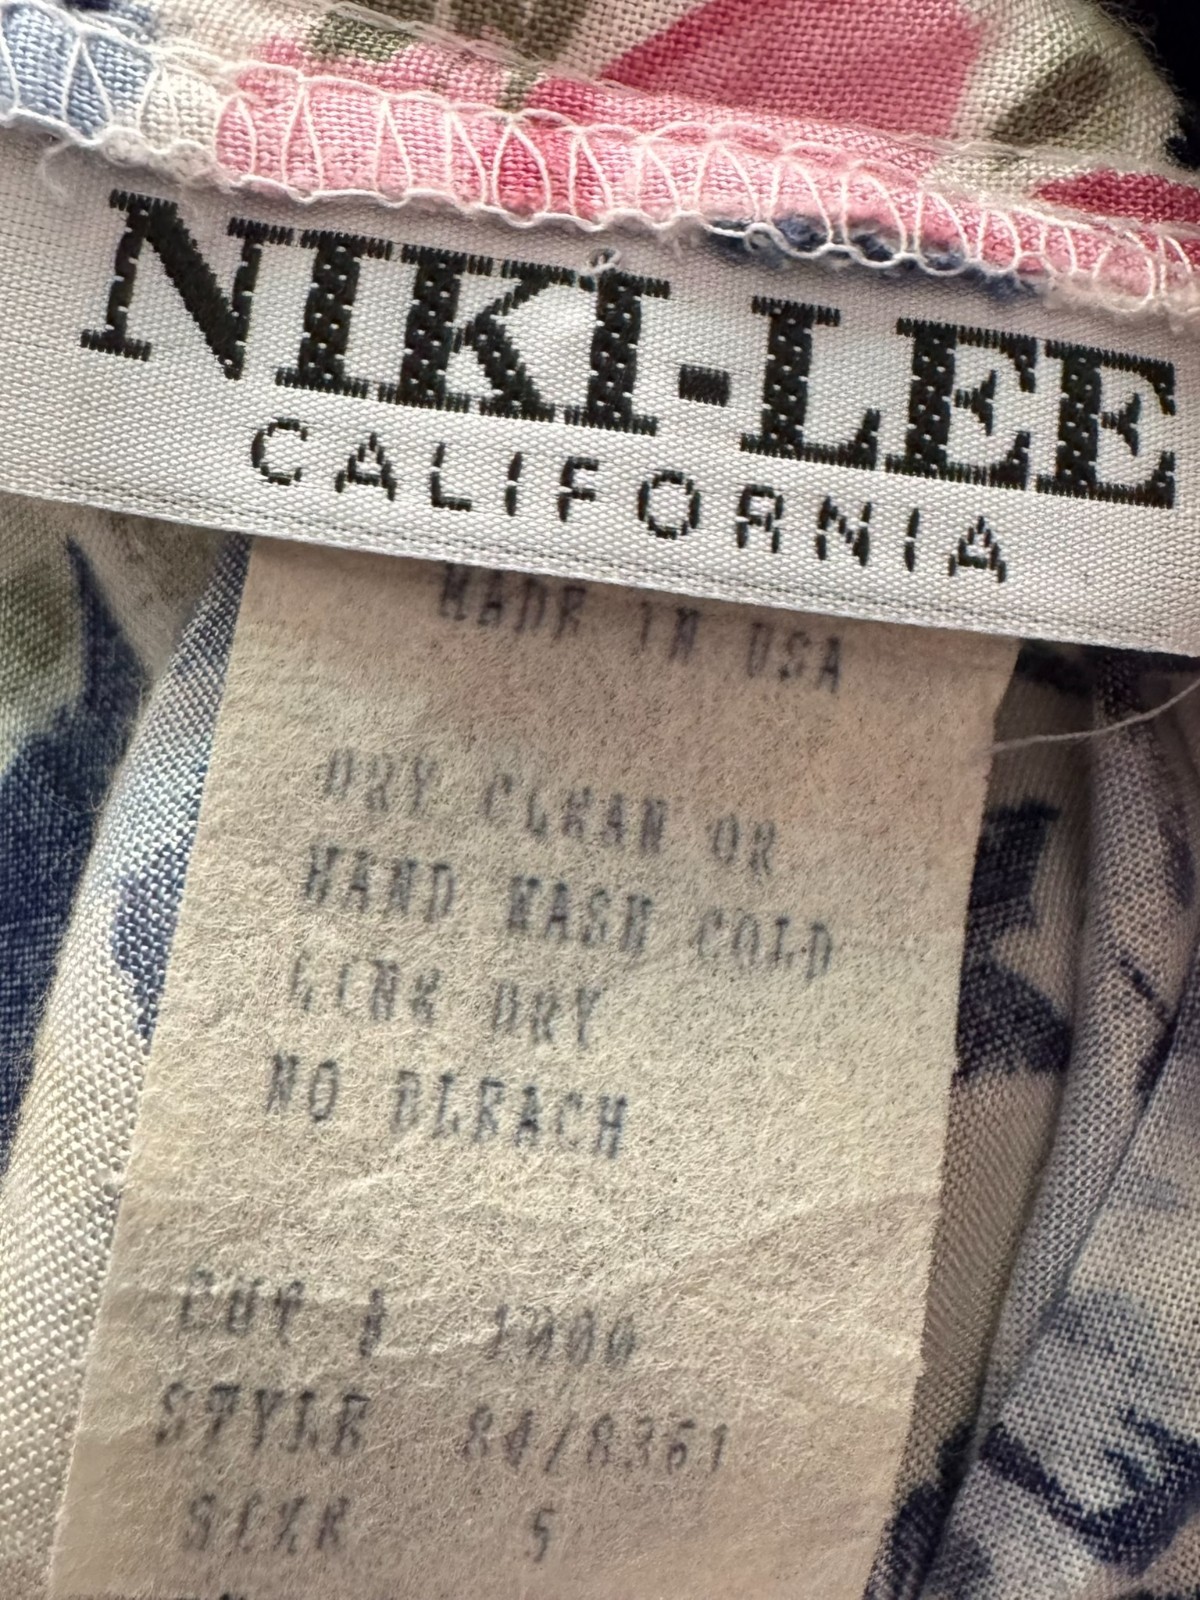 NIKI-LEE
CALIFORNIA
MADE IN USA
DRY CLEAN OR
HAND WASH COLD
LINE DRY
NO BLEACH
CUT # 1000
STYLE 84/8361
SIZE 5